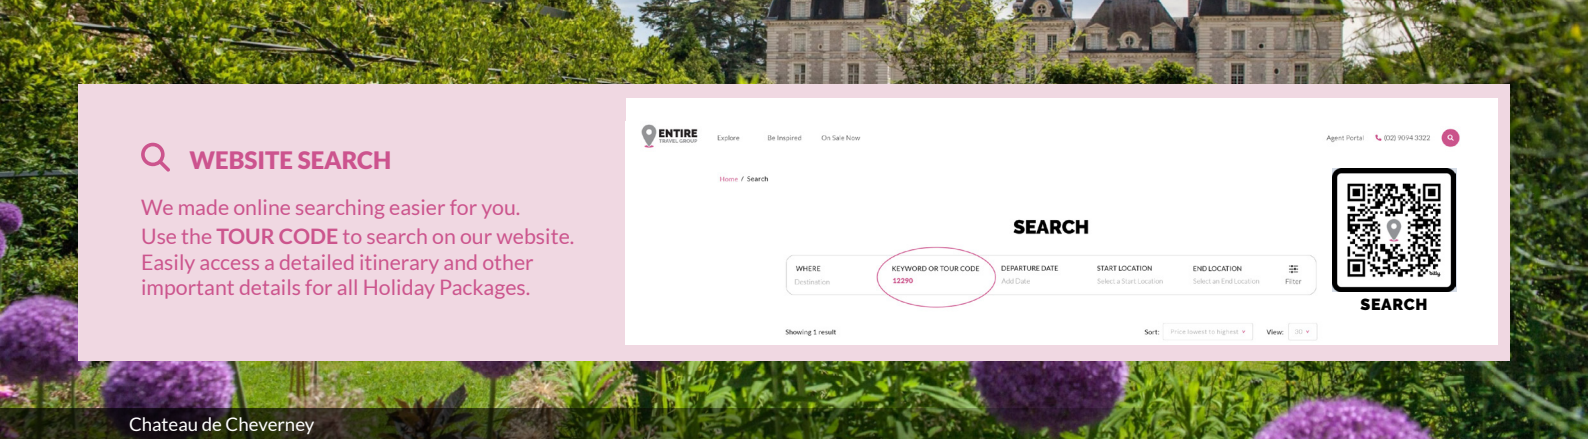 WEBSITE SEARCH
We made online searching easier for you.
Use the TOUR CODE to search on our website.
Easily access a detailed itinerary and other
important details for all Holiday Packages.
ENTIRE
TRAVEL GROUP
Explore Be Inspired On Sale Now
Agent Portal (02) 9094 3322
Home / Search
SEARCH
WHERE KEYWORD OR TOUR CODE DEPARTURE DATE START LOCATION END LOCATION
Destination 12290 Add Date Select a Start Location Select an End Location Filter
bitly
SEARCH
Showing 1 result Sort: Price lowest to highest View: 30
Chateau de Cheverney